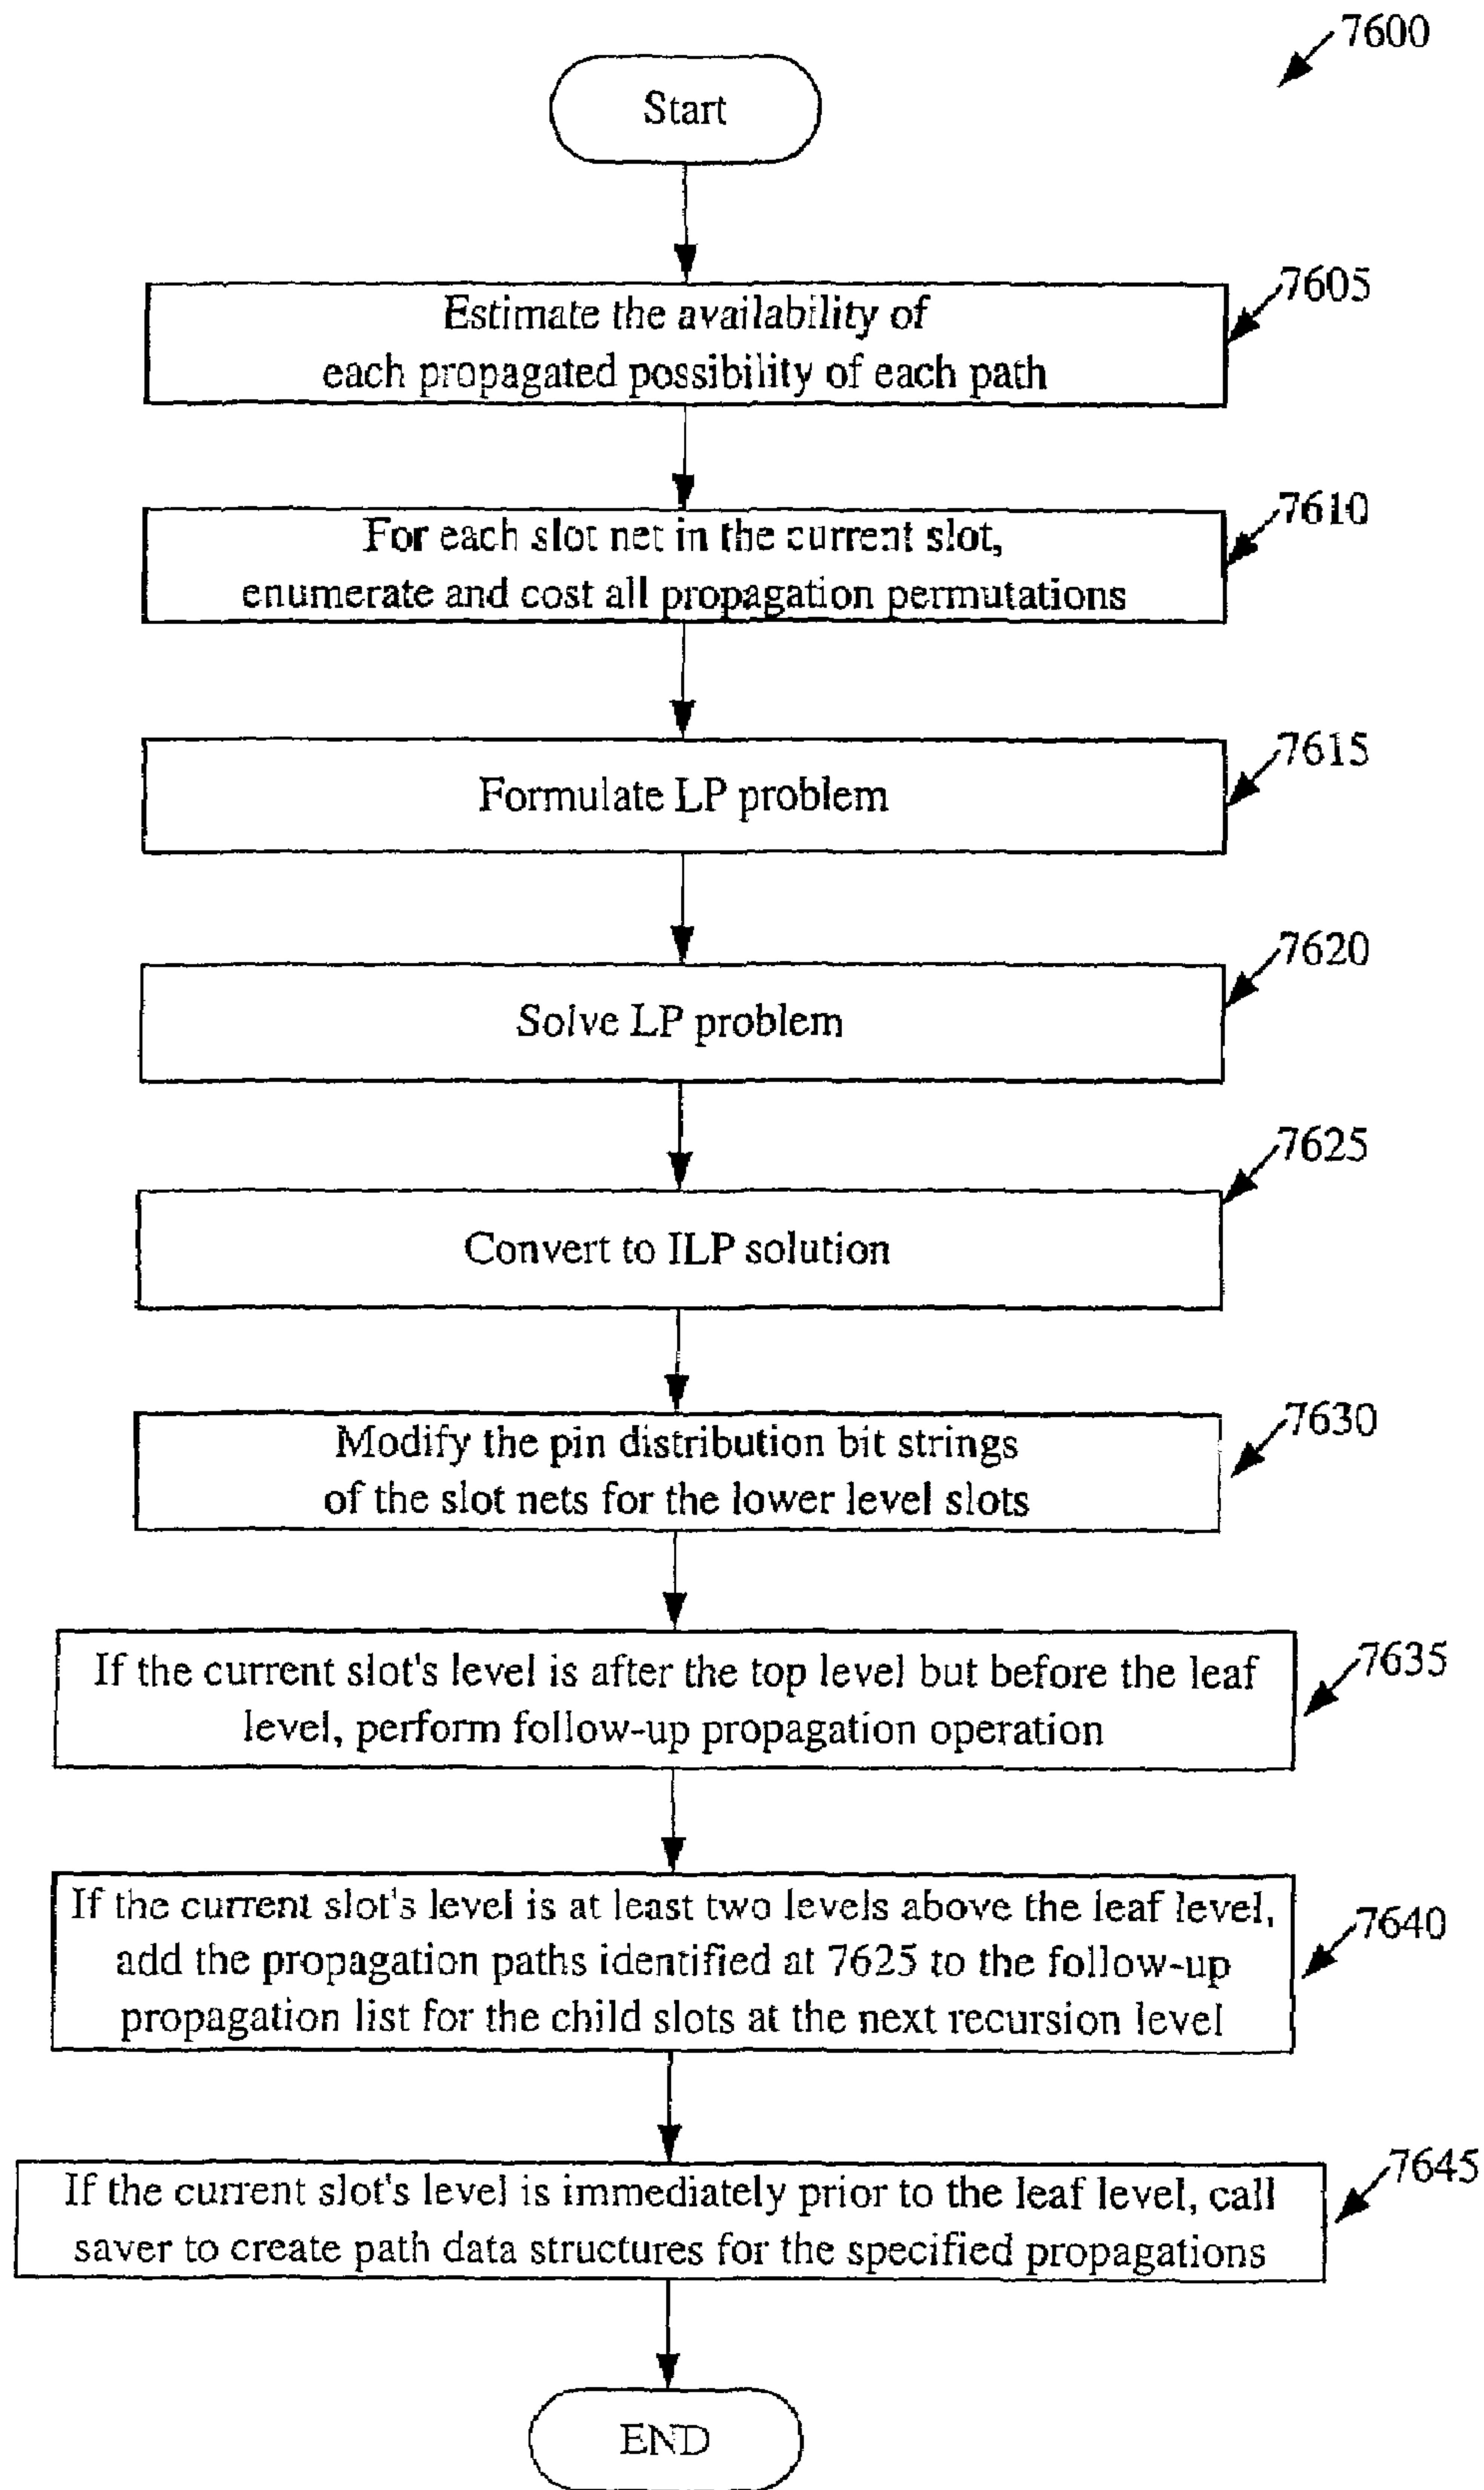 7600
Start
7605
Estimate the availability of
each propagated possibility of each path
7610
For each slot net in the current slot,
enumerate and cost all propagation permutations
7615
Formulate LP problem
7620
Solve LP problem
7625
Convert to ILP solution
7630
Modify the pin distribution bit strings
of the slot nets for the lower level slots
7635
If the current slot's level is after the top level but before the leaf
level, perform follow-up propagation operation
7640
If the current slot's level is at least two levels above the leaf level,
add the propagation paths identified at 7625 to the follow-up
propagation list for the child slots at the next recursion level
7645
If the current slot's level is immediately prior to the leaf level, call
saver to create path data structures for the specified propagations
END